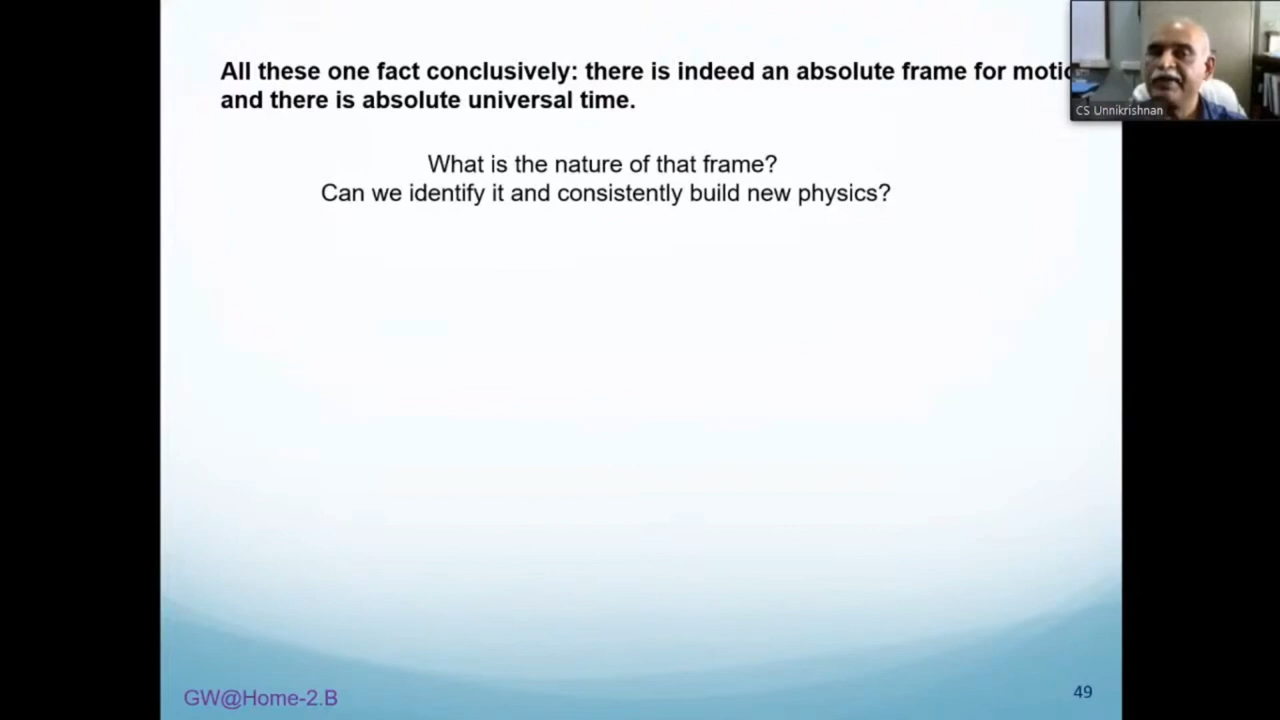 All these one fact conclusively: there is indeed an absolute frame for motic
and there is absolute universal time.
CS Unnikrishnan
What is the nature of that frame?
Can we identify it and consistently build new physics?
GW@Home-2.B
49